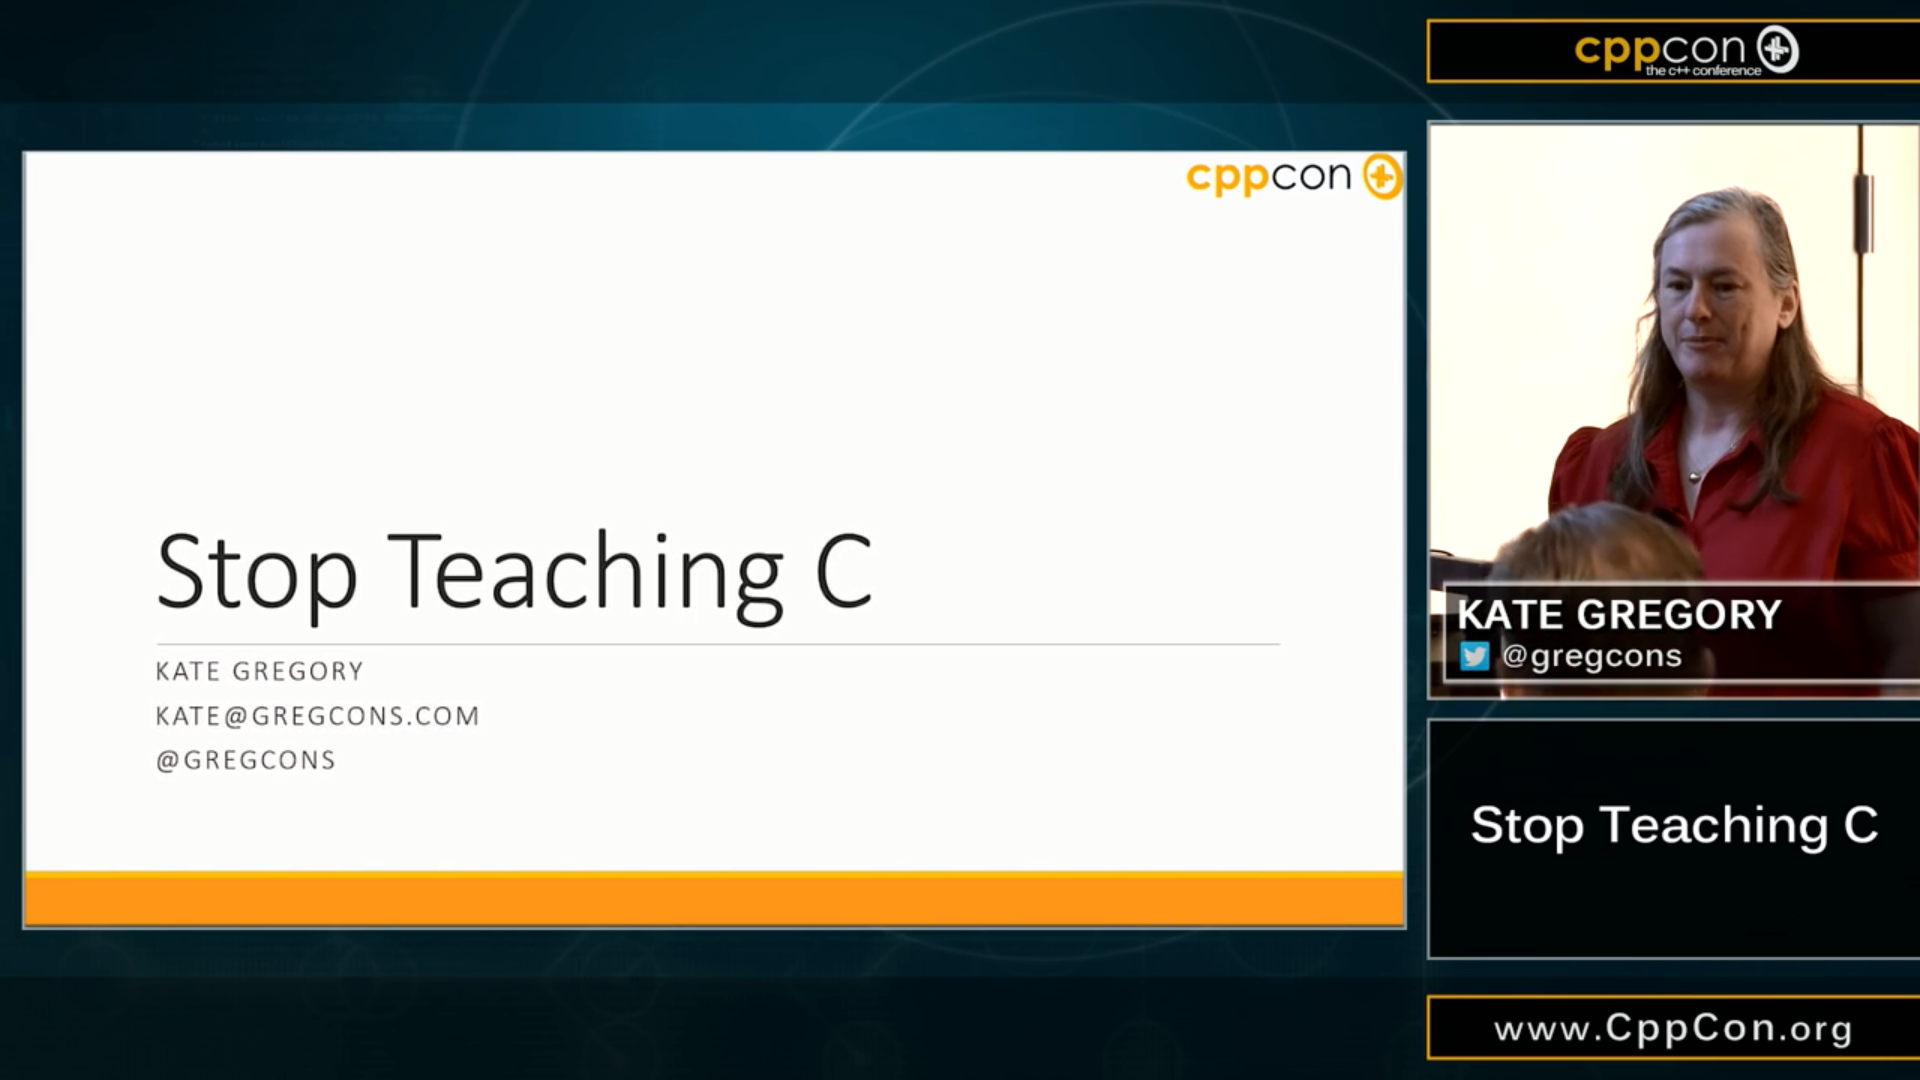 cppcon
the c++ conference
cppcon
Stop Teaching C
KATE GREGORY
KATE@GREGCONS.COM
@GREGCONS
KATE GREGORY
@gregcons
Stop Teaching C
www.CppCon.org